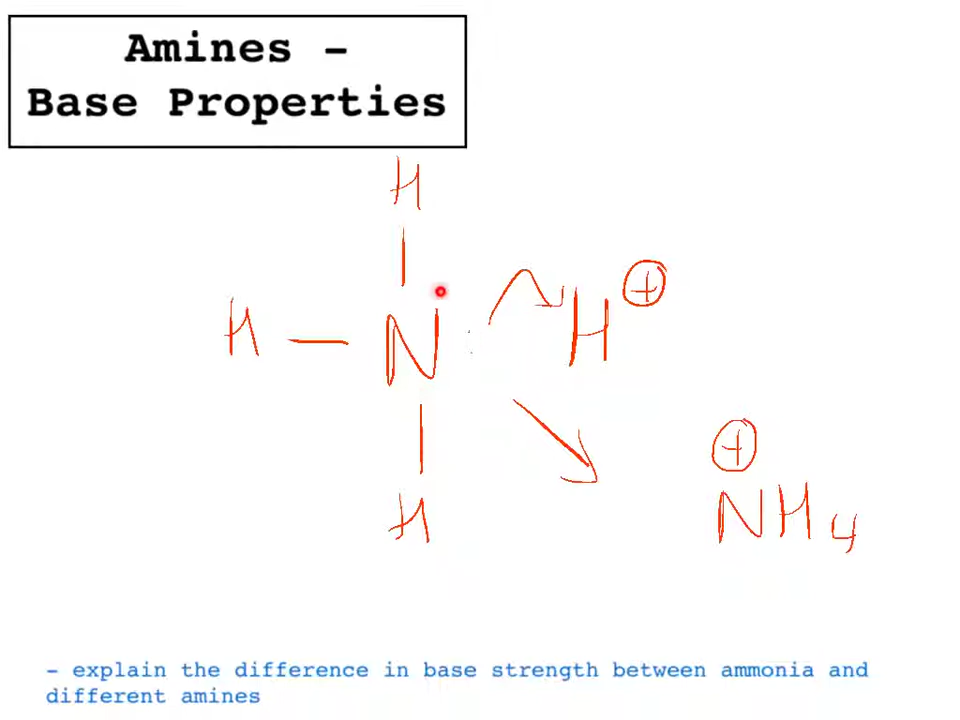 Amines –
Base Properties
H
H – N : H ⊕
H
⊕
NH4
– explain the difference in base strength between ammonia and
different amines